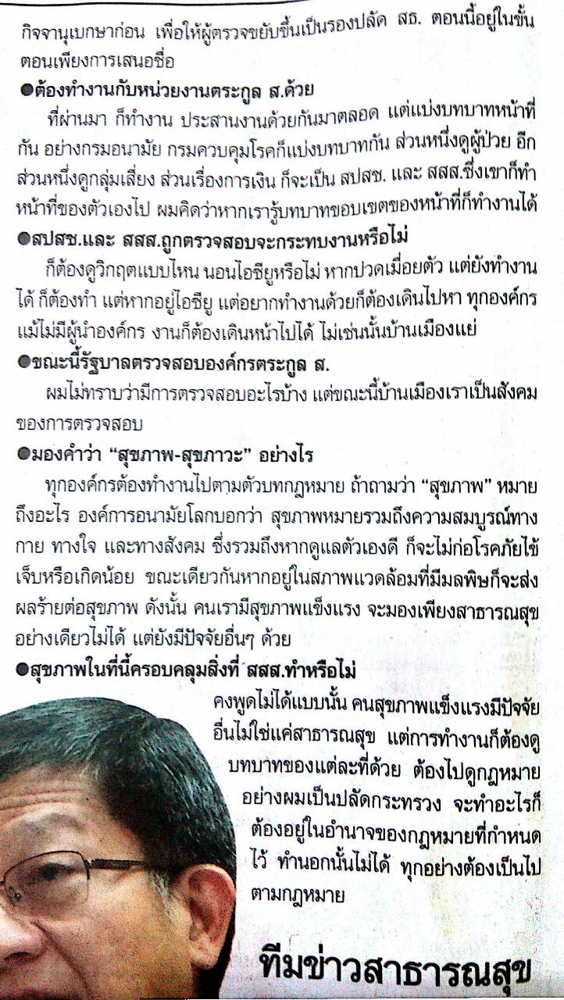 กิจจานุเบกษาก่อน เพื่อให้ผู้ตรวจขยับขึ้นเป็นรองปลัด สธ. ตอนนี้อยู่ในขั้น
ตอนเพียงการเสนอชื่อ
●ต้องทำงานกับหน่วยงานตระกูล ส.ด้วย
ที่ผ่านมา ก็ทำงาน ประสานงานด้วยกันมาตลอด แต่แบ่งบทบาทหน้าที่
กัน อย่างกรมอนามัย กรมควบคุมโรคก็แบ่งบทบาทกัน ส่วนหนึ่งดูผู้ป่วย อีก
ส่วนหนึ่งดูกลุ่มเสี่ยง ส่วนเรื่องการเงิน ก็จะเป็น สปสช. และ สสส.ซึ่งเขาก็ทำ
หน้าที่ของตัวเองไป ผมคิดว่าหากเรารู้บทบาทขอบเขตของหน้าที่ก็ทำงานได้
●สปสช.และ สสส.ถูกตรวจสอบจะกระทบงานหรือไม่
ก็ต้องดูวิกฤตแบบไหน นอนไอซียูหรือไม่ หากปวดเมื่อยตัว แต่ยังทำงาน
ได้ ก็ต้องทำ แต่หากอยู่ไอซียู แต่อยากทำงานด้วยก็ต้องเดินไปหา ทุกองค์กร
แม้ไม่มีผู้นำองค์กร งานก็ต้องเดินหน้าไปได้ ไม่เช่นนั้นบ้านเมืองแย่
●ขณะนี้รัฐบาลตรวจสอบองค์กรตระกูล ส.
ผมไม่ทราบว่ามีการตรวจสอบอะไรบ้าง แต่ขณะนี้บ้านเมืองเราเป็นสังคม
ของการตรวจสอบ
●มองคำว่า “สุขภาพ-สุขภาวะ” อย่างไร
ทุกองค์กรต้องทำงานไปตามตัวบทกฎหมาย ถ้าถามว่า “สุขภาพ” หมาย
ถึงอะไร องค์การอนามัยโลกบอกว่า สุขภาพหมายรวมถึงความสมบูรณ์ทาง
กาย ทางใจ และทางสังคม ซึ่งรวมถึงหากดูแลตัวเองดี ก็จะไม่ก่อโรคภัยไข้
เจ็บหรือเกิดน้อย ขณะเดียวกันหากอยู่ในสภาพแวดล้อมที่มีมลพิษก็จะส่ง
ผลร้ายต่อสุขภาพ ดังนั้น คนเรามีสุขภาพแข็งแรง จะมองเพียงสาธารณสุข
อย่างเดียวไม่ได้ แต่ยังมีปัจจัยอื่นๆ ด้วย
●สุขภาพในที่นี้ครอบคลุมสิ่งที่ สสส.ทำหรือไม่
คงพูดไม่ได้แบบนั้น คนสุขภาพแข็งแรงมีปัจจัย
อื่นไม่ใช่แค่สาธารณสุข แต่การทำงานก็ต้องดู
บทบาทของแต่ละที่ด้วย ต้องไปดูกฎหมาย
อย่างผมเป็นปลัดกระทรวง จะทำอะไรก็
ต้องอยู่ในอำนาจของกฎหมายที่กำหนด
ไว้ ทำนอกนั้นไม่ได้ ทุกอย่างต้องเป็นไป
ตามกฎหมาย
ทีมข่าวสาธารณสุข